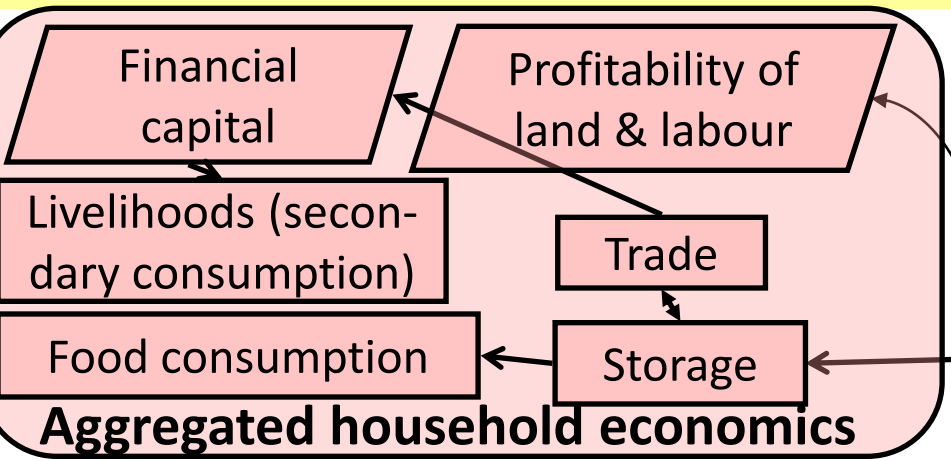 Financial
capital
Profitability of
land & labour
Livelihoods (secon-
dary consumption)
Trade
Food consumption
Storage
Aggregated household economics